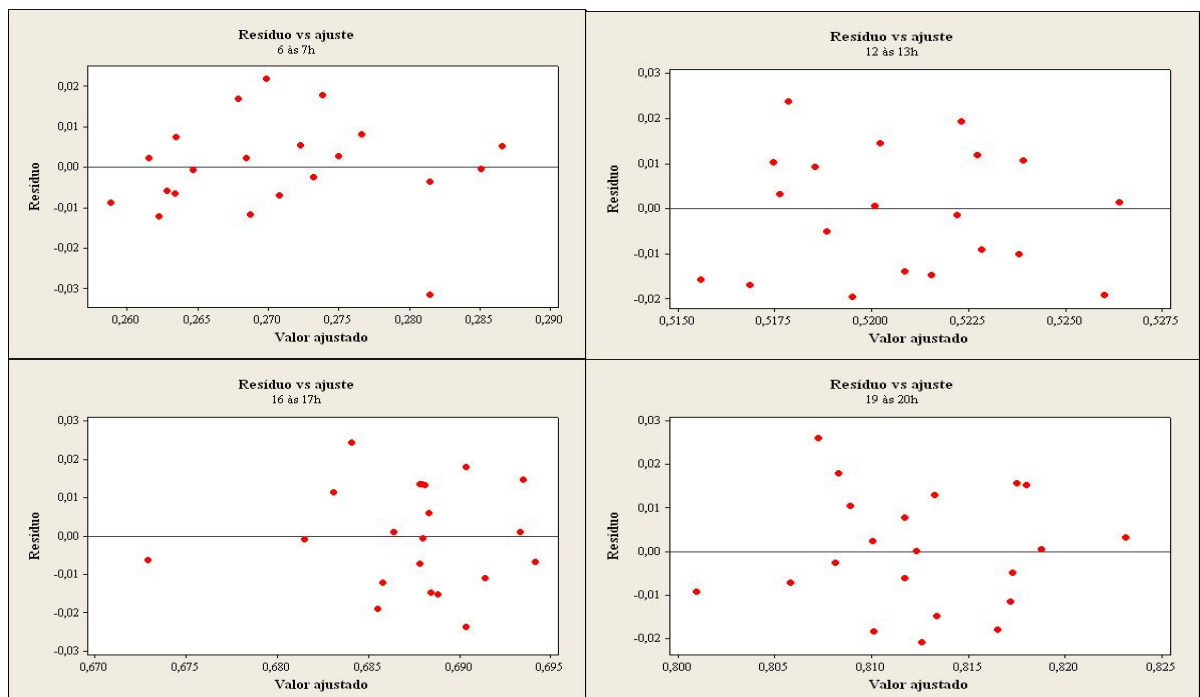 Resíduo vs ajuste
6 às 7h
0,02
0,01
0,00
-0,01
-0,02
-0,03
Resíduo
0,260 0,265 0,270 0,275 0,280 0,285 0,290
Valor ajustado
Resíduo vs ajuste
12 às 13h
0,03
0,02
0,01
0,00
-0,01
-0,02
Resíduo
0,5150 0,5175 0,5200 0,5225 0,5250 0,5275
Valor ajustado
Resíduo vs ajuste
16 às 17h
0,03
0,02
0,01
0,00
-0,01
-0,02
-0,03
Resíduo
0,670 0,675 0,680 0,685 0,690 0,695
Valor ajustado
Resíduo vs ajuste
19 às 20h
0,03
0,02
0,01
0,00
-0,01
-0,02
Resíduo
0,800 0,805 0,810 0,815 0,820 0,825
Valor ajustado